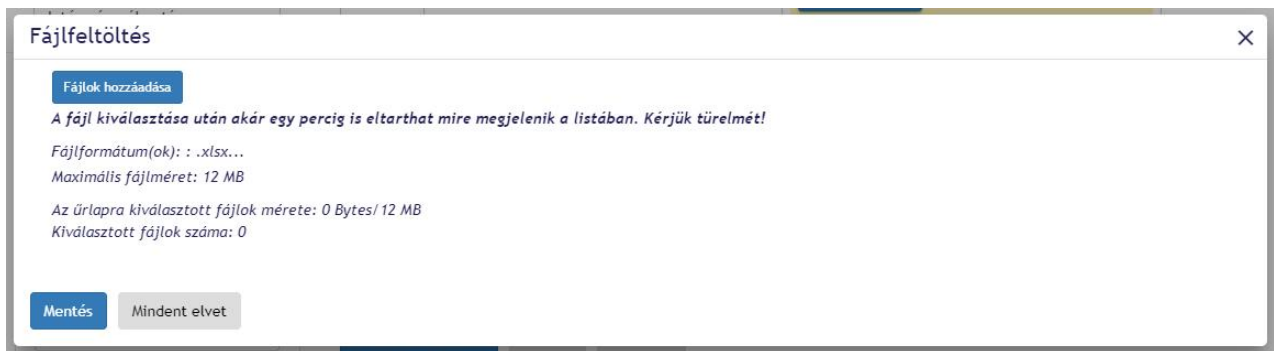 Fájlfeltöltés
Fájlok hozzáadása
A fájl kiválasztása után akár egy percig is eltarthat mire megjelenik a listában. Kérjük türelmét!
Fájlformátum(ok): : .xlsx...
Maximális fájlméret: 12 MB
Az űrlapra kiválasztott fájlok mérete: 0 Bytes/12 MB
Kiválasztott fájlok száma: 0
Mentés Mindent elvet